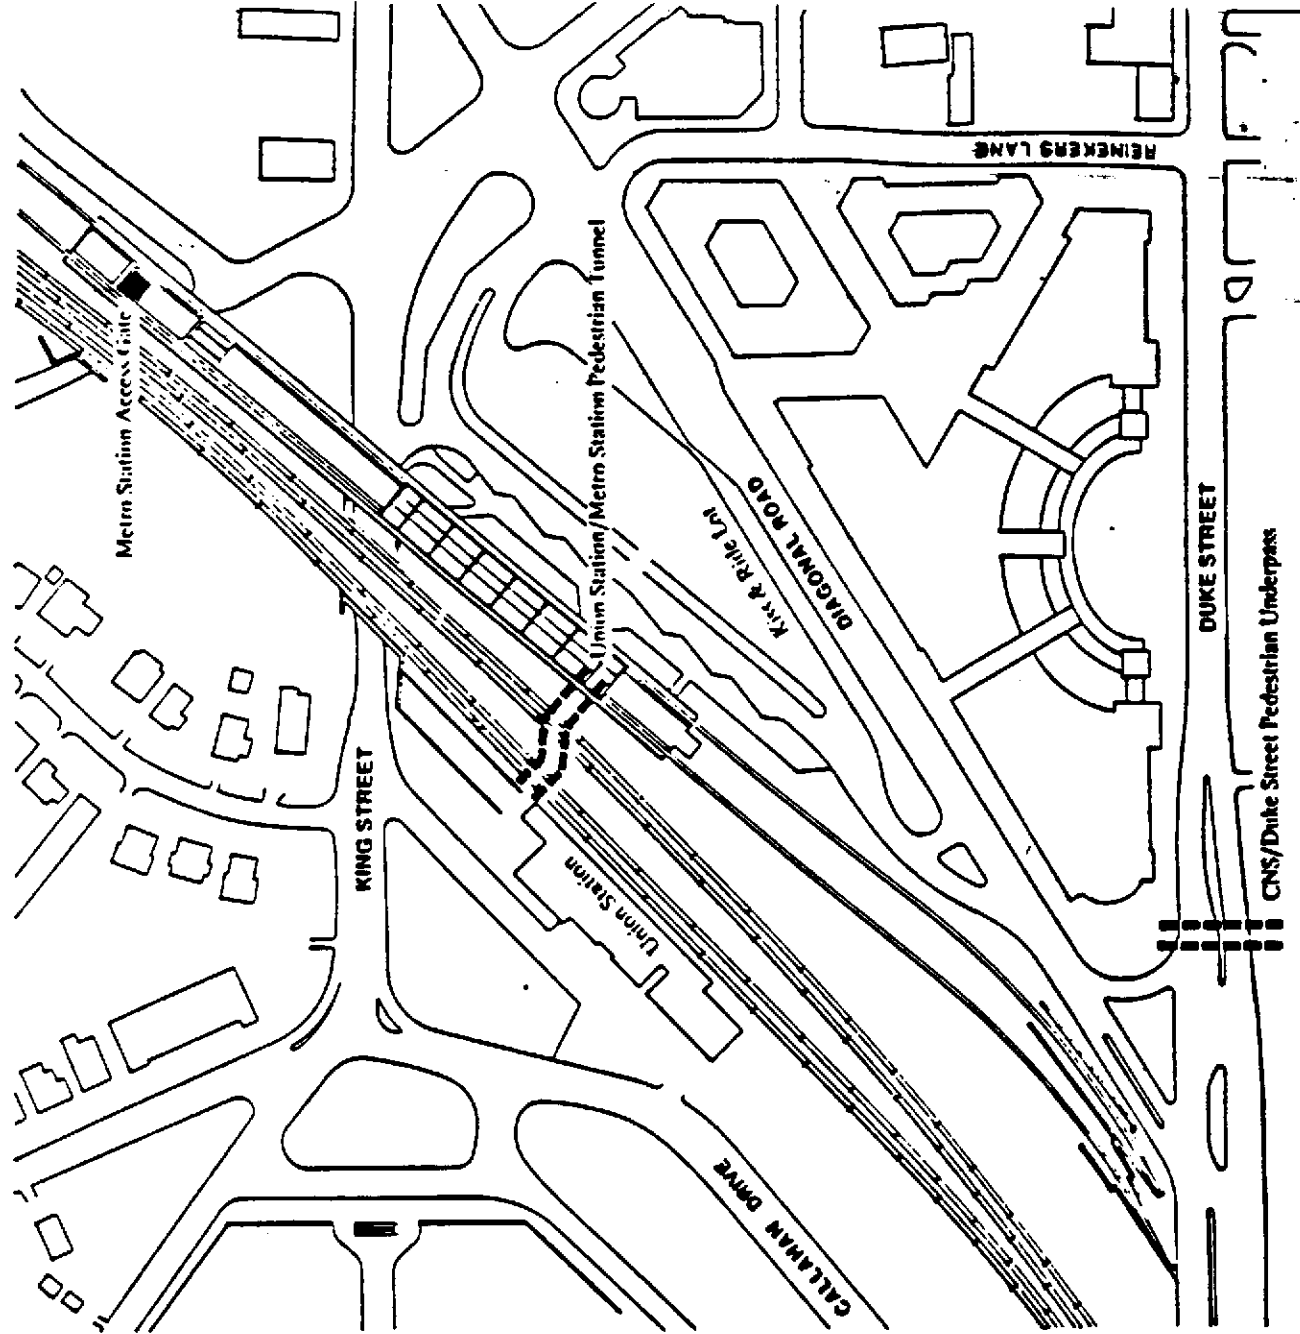 Metro Station Access Gate
Union Station/Metro Station Pedestrian Tunnel
REINEKERS LANE
Kiss & Ride Lot
DIAGONAL ROAD
DUKE STREET
CNS/Duke Street Pedestrian Underpass
KING STREET
Union Station
CALLAHAN DRIVE